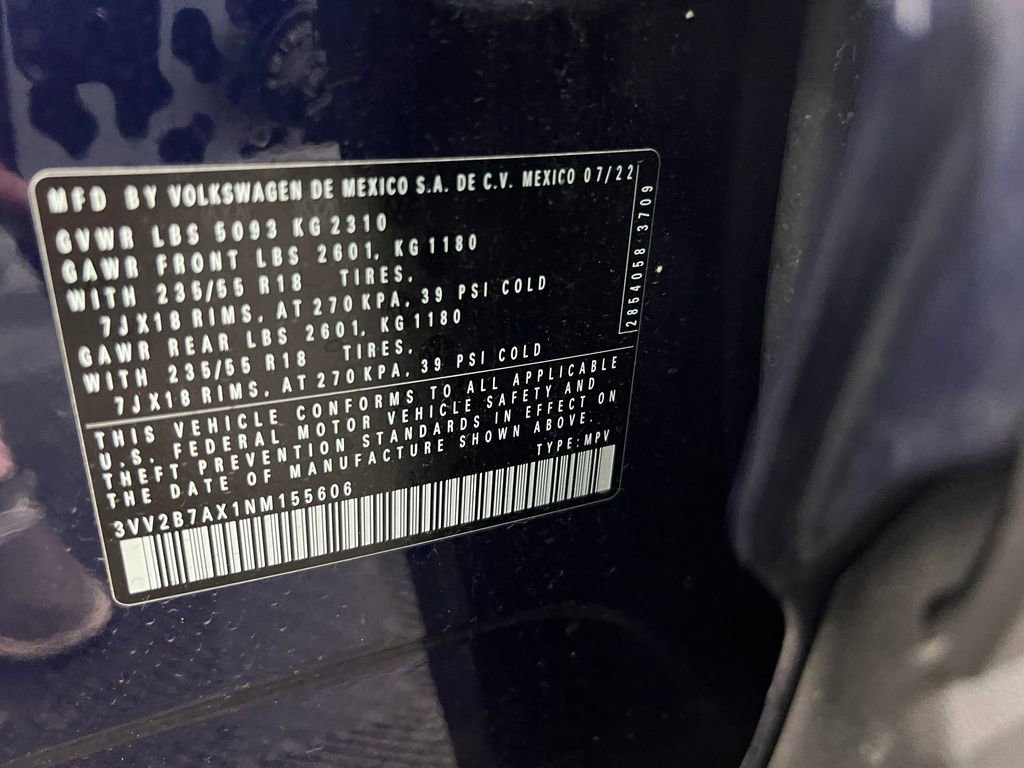 MFD BY VOLKSWAGEN DE MEXICO S.A. DE C.V. MEXICO 07/22
GVWR LBS 5093 KG 2310
GAWR FRONT LBS 2601, KG 1180
WITH 235/55 R18 TIRES,
7JX18 RIMS, AT 270 KPA, 39 PSI COLD
GAWR REAR LBS 2601, KG 1180
WITH 235/55 R18 TIRES,
7JX18 RIMS, AT 270 KPA, 39 PSI COLD
THIS VEHICLE CONFORMS TO ALL APPLICABLE
U.S. FEDERAL MOTOR VEHICLE SAFETY AND
THEFT PREVENTION STANDARDS IN EFFECT ON
THE DATE OF MANUFACTURE SHOWN ABOVE.
3VV2B7AX1NM155606 TYPE: MPV
2854058 3709